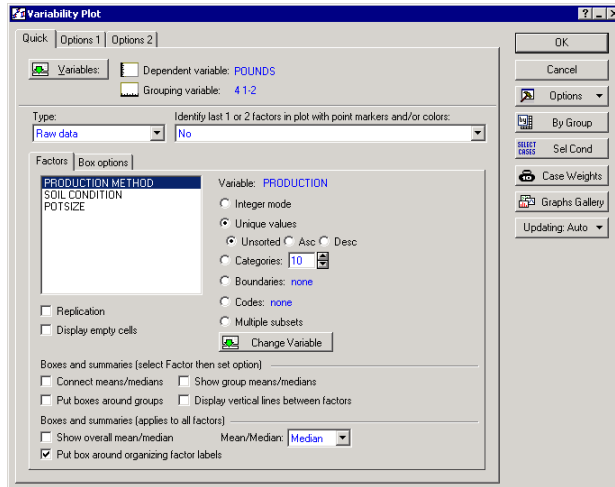 Variability Plot
Quick Options 1 Options 2
Variables: Dependent variable: POUNDS
Grouping variable: 4 1-2
Type: Identify last 1 or 2 factors in plot with point markers and/or colors:
Raw data No
Factors Box options
PRODUCTION METHOD
SOIL CONDITION
POTSIZE
Variable: PRODUCTION
Integer mode
Unique values
Unsorted Asc Desc
Categories: 10
Boundaries: none
Codes: none
Multiple subsets
Change Variable
Replication
Display empty cells
Boxes and summaries (select Factor then set option)
Connect means/medians Show group means/medians
Put boxes around groups Display vertical lines between factors
Boxes and summaries (applies to all factors)
Show overall mean/median Mean/Median: Median
Put box around organizing factor labels
OK
Cancel
Options
By Group
SELECT CASES Sel Cond
Case Weights
Graphs Gallery
Updating: Auto